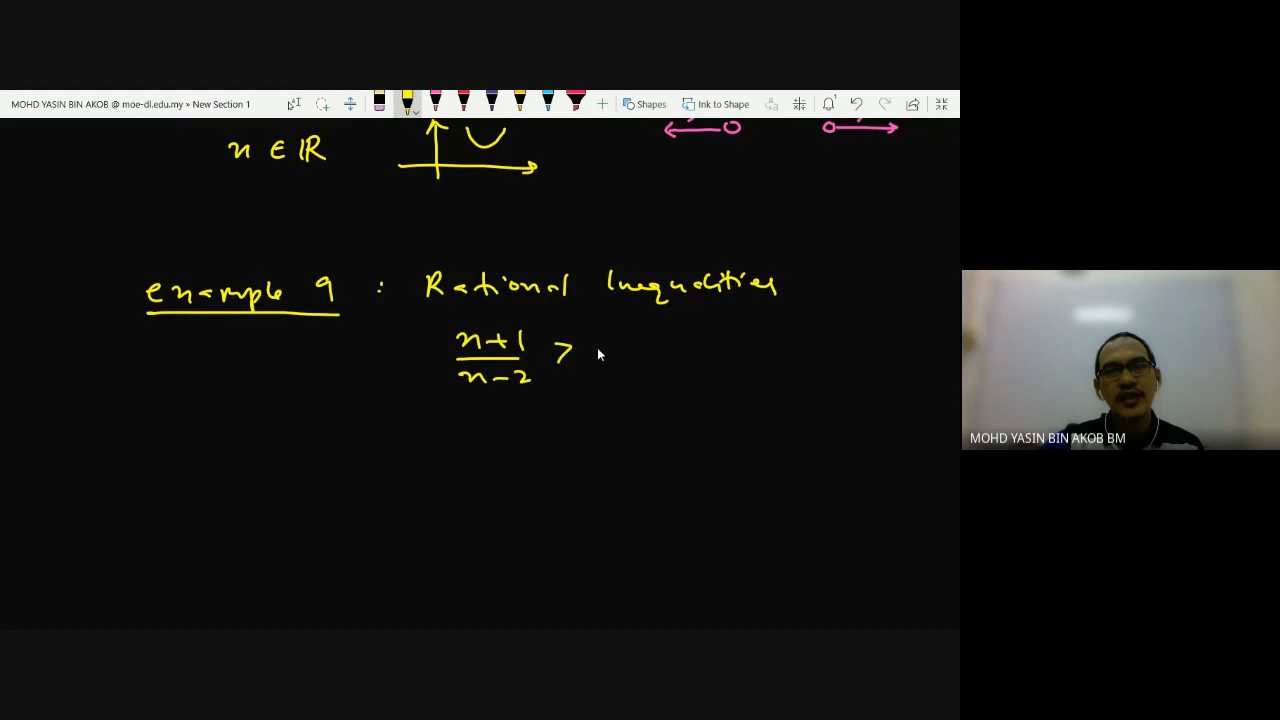 MOHD YASIN BIN AKOB @ moe-dl.edu.my » New Section 1
Shapes
Ink to Shape
x ∈ ℝ
example 9 : Rational Inequalities
x+1
x-2
>
MOHD YASIN BIN AKOB BM